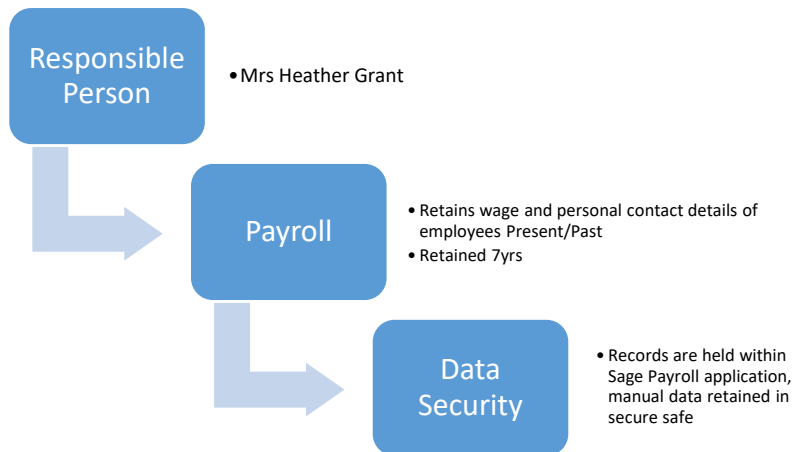 Responsible
Person
• Mrs Heather Grant
Payroll
• Retains wage and personal contact details of
employees Present/Past
• Retained 7yrs
Data
Security
• Records are held within
Sage Payroll application,
manual data retained in
secure safe